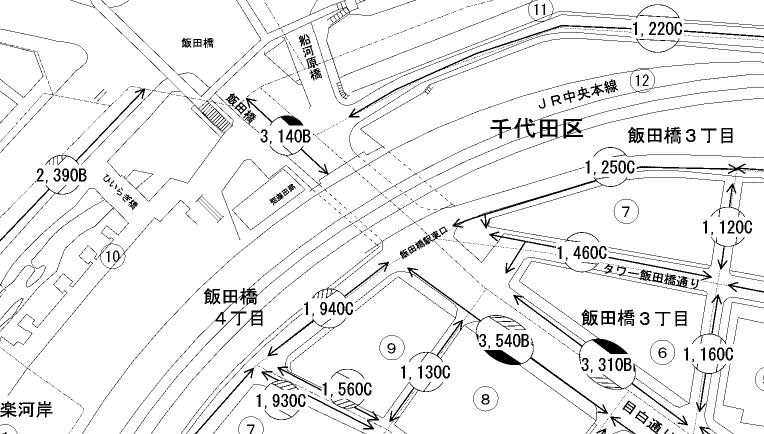 ⑪
1,220C
飯田橋
船河原橋
⑫
JR中央本線
飯田橋
3,140B
千代田区
飯田橋3丁目
2,390B
1,250C
ひいらぎ橋
⑦
1,120C
飯田橋駅東口
1,460C
⑩
タワー飯田橋通り
飯田橋
4丁目
1,940C
飯田橋3丁目
3,540B
⑨
3,310B
⑥
1,160C
1,130C
1,560C
1,930C
⑧
楽河岸
目白通り
⑦